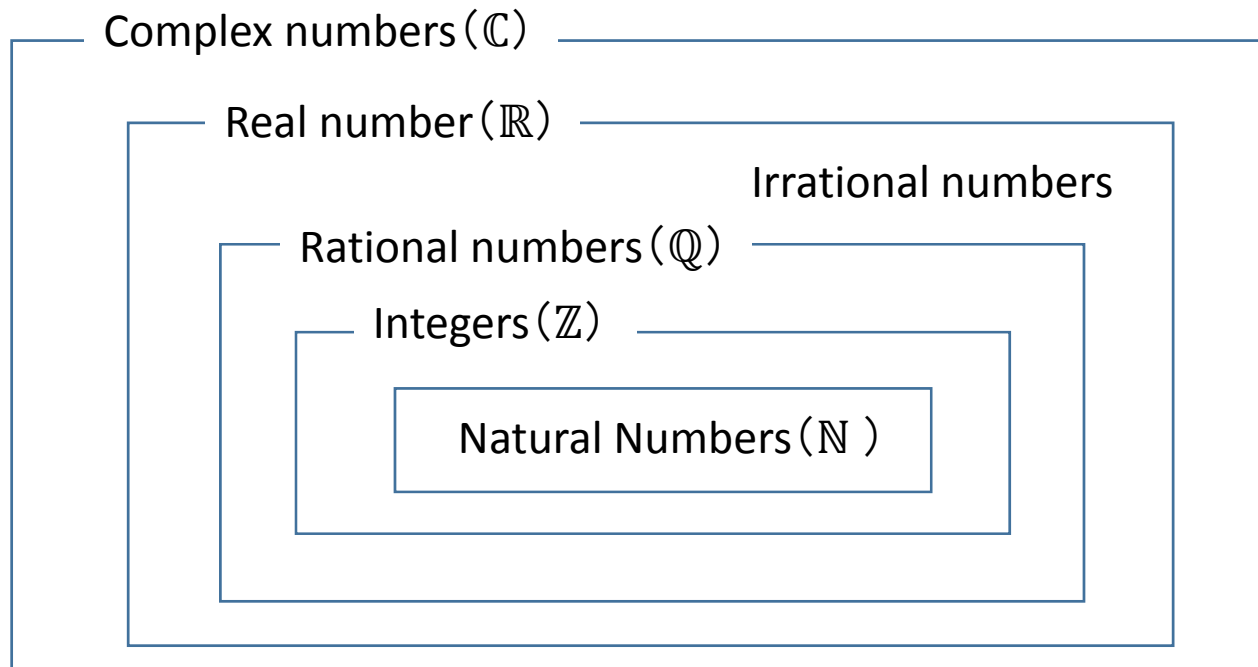 Complex numbers（ℂ）
Real number（ℝ）
Irrational numbers
Rational numbers（ℚ）
Integers（ℤ）
Natural Numbers（ℕ ）